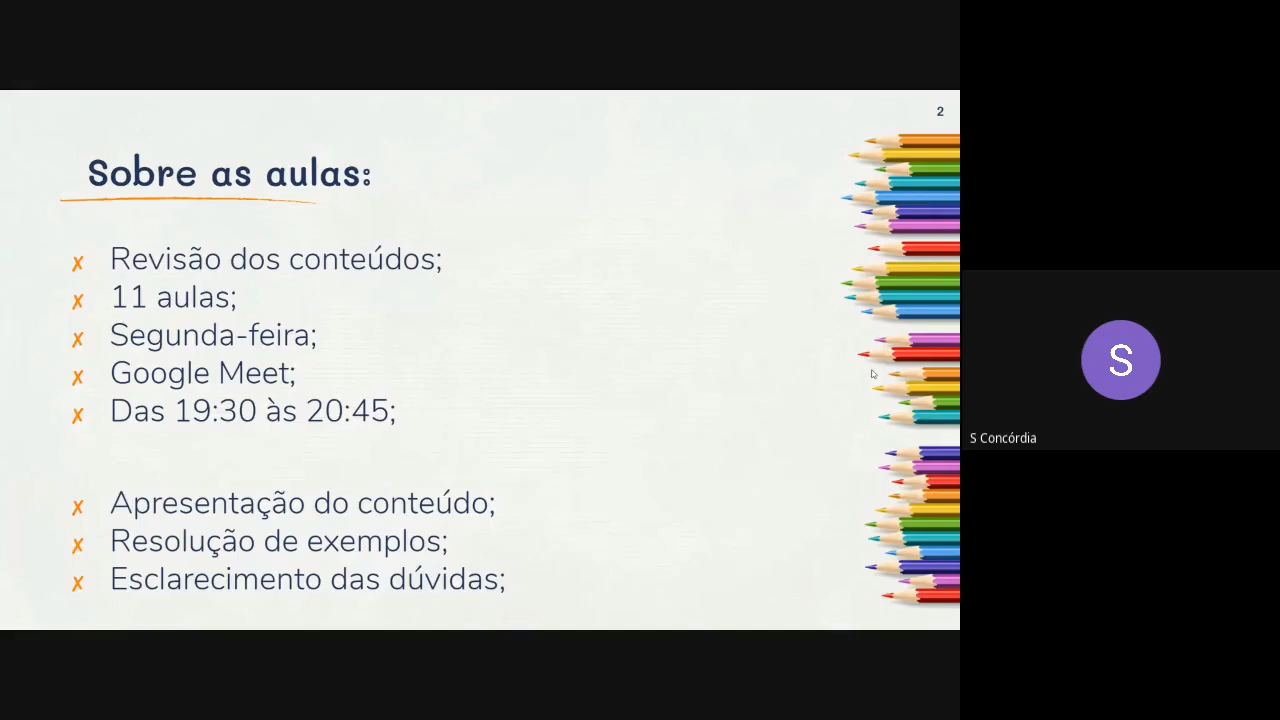 2
Sobre as aulas:
✗ Revisão dos conteúdos;
✗ 11 aulas;
✗ Segunda-feira;
✗ Google Meet;
✗ Das 19:30 às 20:45;
✗ Apresentação do conteúdo;
✗ Resolução de exemplos;
✗ Esclarecimento das dúvidas;
S
S Concórdia